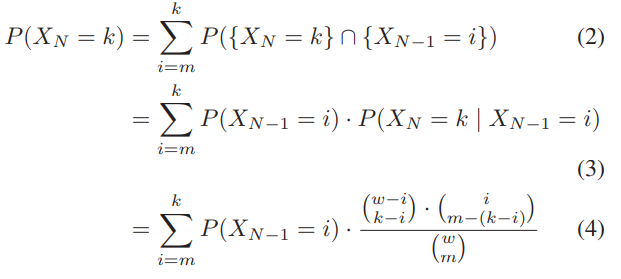 P(X_N = k) = \sum_{i=m}^{k} P(\{X_N = k\} \cap \{X_{N-1} = i\}) (2)
= \sum_{i=m}^{k} P(X_{N-1} = i) \cdot P(X_N = k \mid X_{N-1} = i)
(3)
= \sum_{i=m}^{k} P(X_{N-1} = i) \cdot \frac{\binom{w-i}{k-i} \cdot \binom{i}{m-(k-i)}}{\binom{w}{m}} (4)